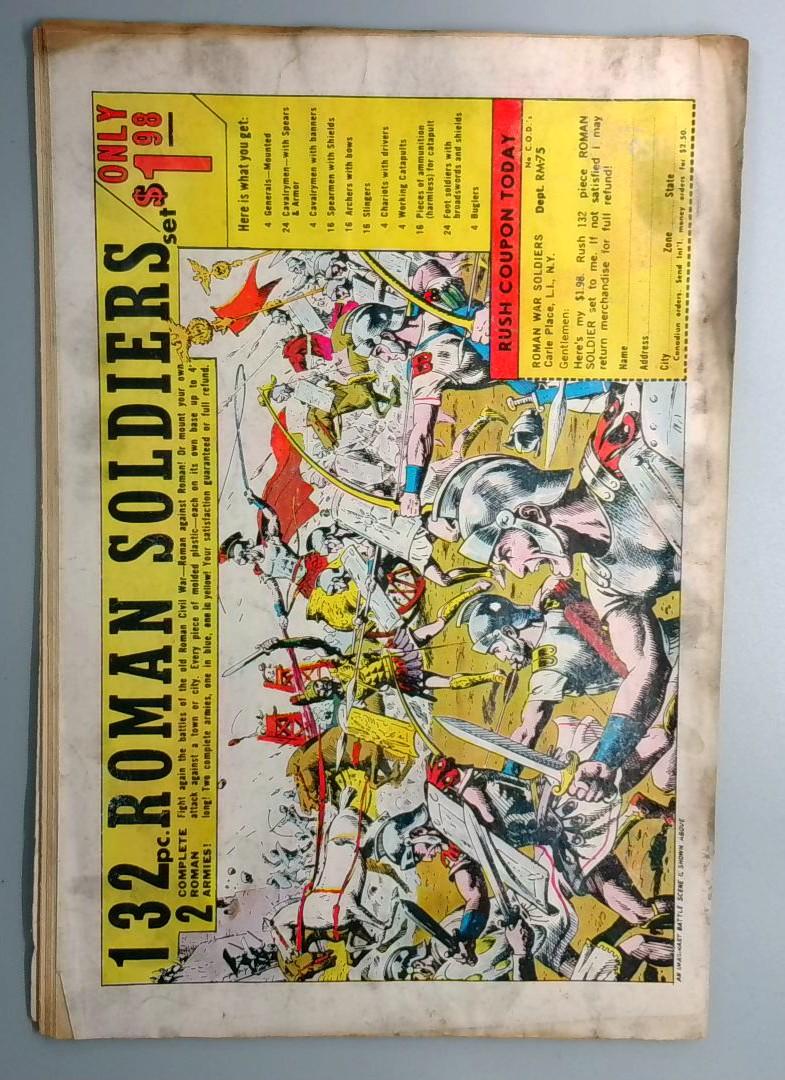 132 pc. ROMAN SOLDIERS set ONLY $1.98
2 COMPLETE ROMAN ARMIES!
Fight again the battles of the old Roman Civil War—Roman against Roman! Or mount your own
attack against a town or city. Every piece of molded plastic—each on its own base up to 4"
long! Two complete armies, one in blue, one in yellow! Your satisfaction guaranteed or full refund.
Here is what you get:
4 Generals—Mounted
24 Cavalrymen—with Spears
& Armor
4 Cavalrymen with banners
16 Spearmen with Shields
16 Archers with bows
16 Slingers
4 Chariots with drivers
4 Working Catapults
16 Pieces of ammunition
(harmless) for catapult
24 Foot soldiers with
broadswords and shields
4 Buglers
RUSH COUPON TODAY
No C.O.D.'s
ROMAN WAR SOLDIERS Dept. RM-75
Carle Place, L.I., N.Y.
Gentlemen:
Here's my $1.98. Rush 132 piece ROMAN
SOLDIER set to me. If not satisfied I may
return merchandise for full refund!
Name
Address
City Zone State
Canadian orders. Send Int'l. money orders for $2.50.
AN IMAGINARY BATTLE SCENE IS SHOWN ABOVE